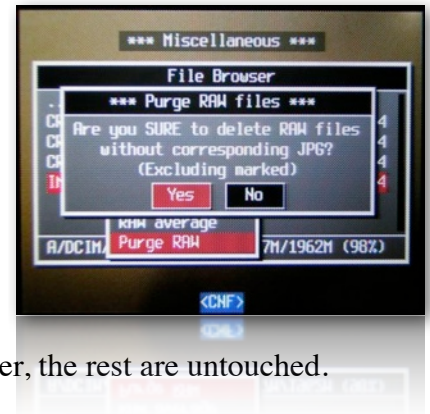 *** Miscellaneous ***
File Browser
*** Purge RAW files ***
Are you SURE to delete RAW files
without corresponding JPG?
(Excluding marked)
Yes No
RAW average
Purge RAW
A/DCIM/ 7M/1962M (98%)
<CNF>
er, the rest are untouched.